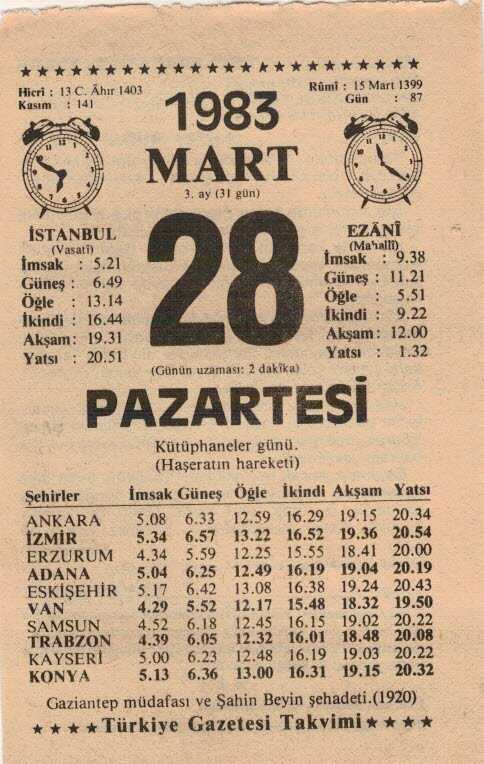 ★★★★★★★★★★★★★★★★★★★★★★★
Hicrî : 13 C. Âhır 1403
Kasım : 141
Rûmî : 15 Mart 1399
Gün : 87
1983
MART
3. ay (31 gün)
28
(Günün uzaması: 2 dakîka)
İSTANBUL
(Vasatî)
İmsak : 5.21
Güneş : 6.49
Öğle : 13.14
İkindi : 16.44
Akşam: 19.31
Yatsı : 20.51
EZÂNÎ
(Mahallî)
İmsak : 9.38
Güneş : 11.21
Öğle : 5.51
İkindi : 9.22
Akşam: 12.00
Yatsı : 1.32
PAZARTESİ
Kütüphaneler günü.
(Haşeratın hareketi)
Şehirler İmsak Güneş Öğle İkindi Akşam Yatsı
ANKARA 5.08 6.33 12.59 16.29 19.15 20.34
İZMİR 5.34 6.57 13.22 16.52 19.36 20.54
ERZURUM 4.34 5.59 12.25 15.55 18.41 20.00
ADANA 5.04 6.25 12.49 16.19 19.04 20.19
ESKİŞEHİR 5.17 6.42 13.08 16.38 19.24 20.43
VAN 4.29 5.52 12.17 15.48 18.32 19.50
SAMSUN 4.52 6.18 12.45 16.15 19.02 20.22
TRABZON 4.39 6.05 12.32 16.01 18.48 20.08
KAYSERİ 5.00 6.23 12.48 16.19 19.03 20.22
KONYA 5.13 6.36 13.00 16.31 19.15 20.32
Gaziantep müdafası ve Şahin Beyin şehadeti.(1920)
★★★★Türkiye Gazetesi Takvimi★★★★